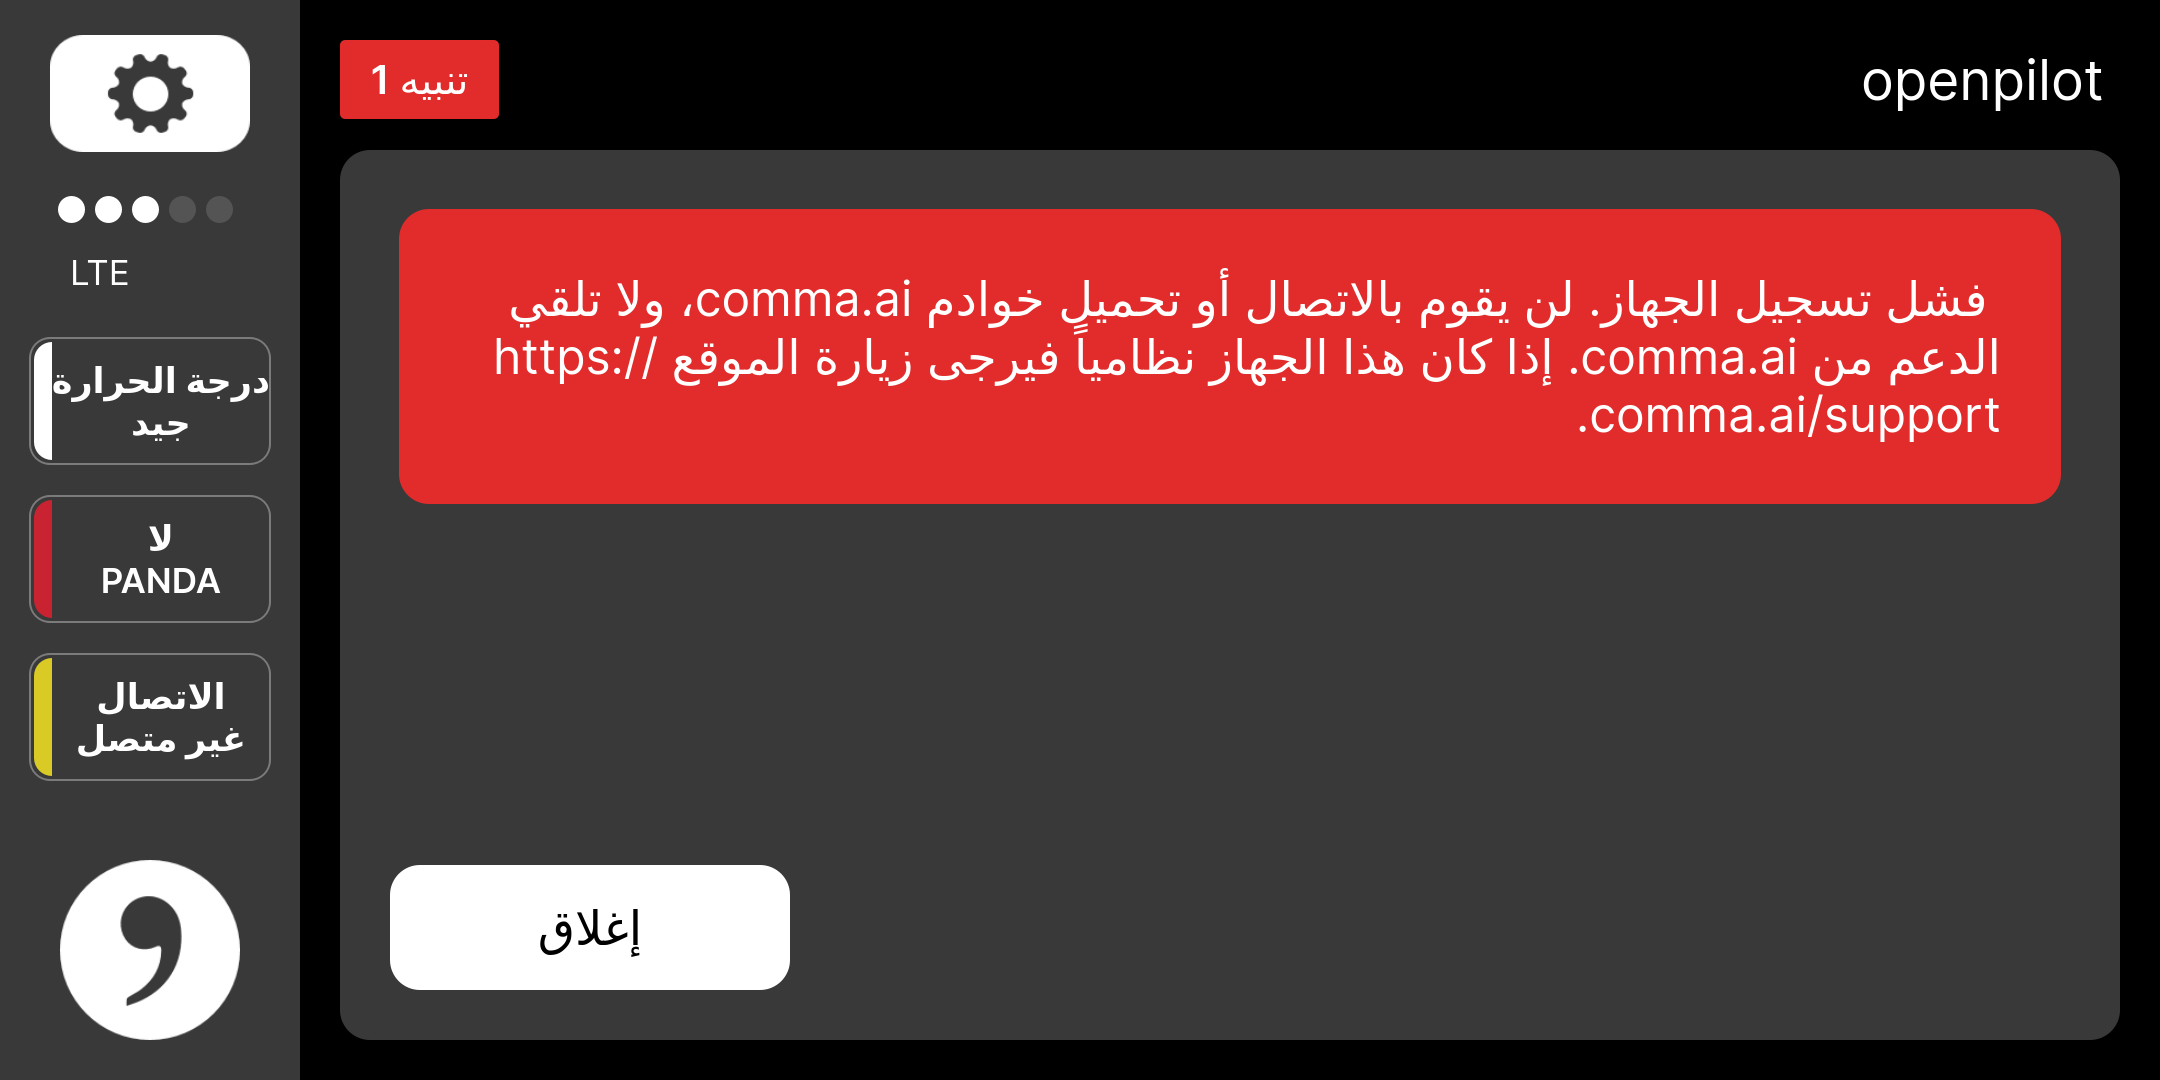 openpilot
تنبيه 1
فشل تسجيل الجهاز. لن يقوم بالاتصال أو تحميل خوادم comma.ai، ولا تلقي
الدعم من comma.ai. إذا كان هذا الجهاز نظامياً فيرجى زيارة الموقع https://
comma.ai/support.
إغلاق
LTE
درجة الحرارة
جيد
لا
PANDA
الاتصال
غير متصل